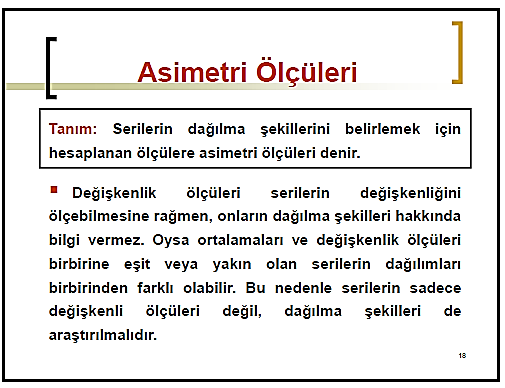 Asimetri Ölçüleri
Tanım: Serilerin dağılma şekillerini belirlemek için
hesaplanan ölçülere asimetri ölçüleri denir.
Değişkenlik ölçüleri serilerin değişkenliğini
ölçebilmesine rağmen, onların dağılma şekilleri hakkında
bilgi vermez. Oysa ortalamaları ve değişkenlik ölçüleri
birbirine eşit veya yakın olan serilerin dağılımları
birbirinden farklı olabilir. Bu nedenle serilerin sadece
değişkenli ölçüleri değil, dağılma şekilleri de
araştırılmalıdır.
18